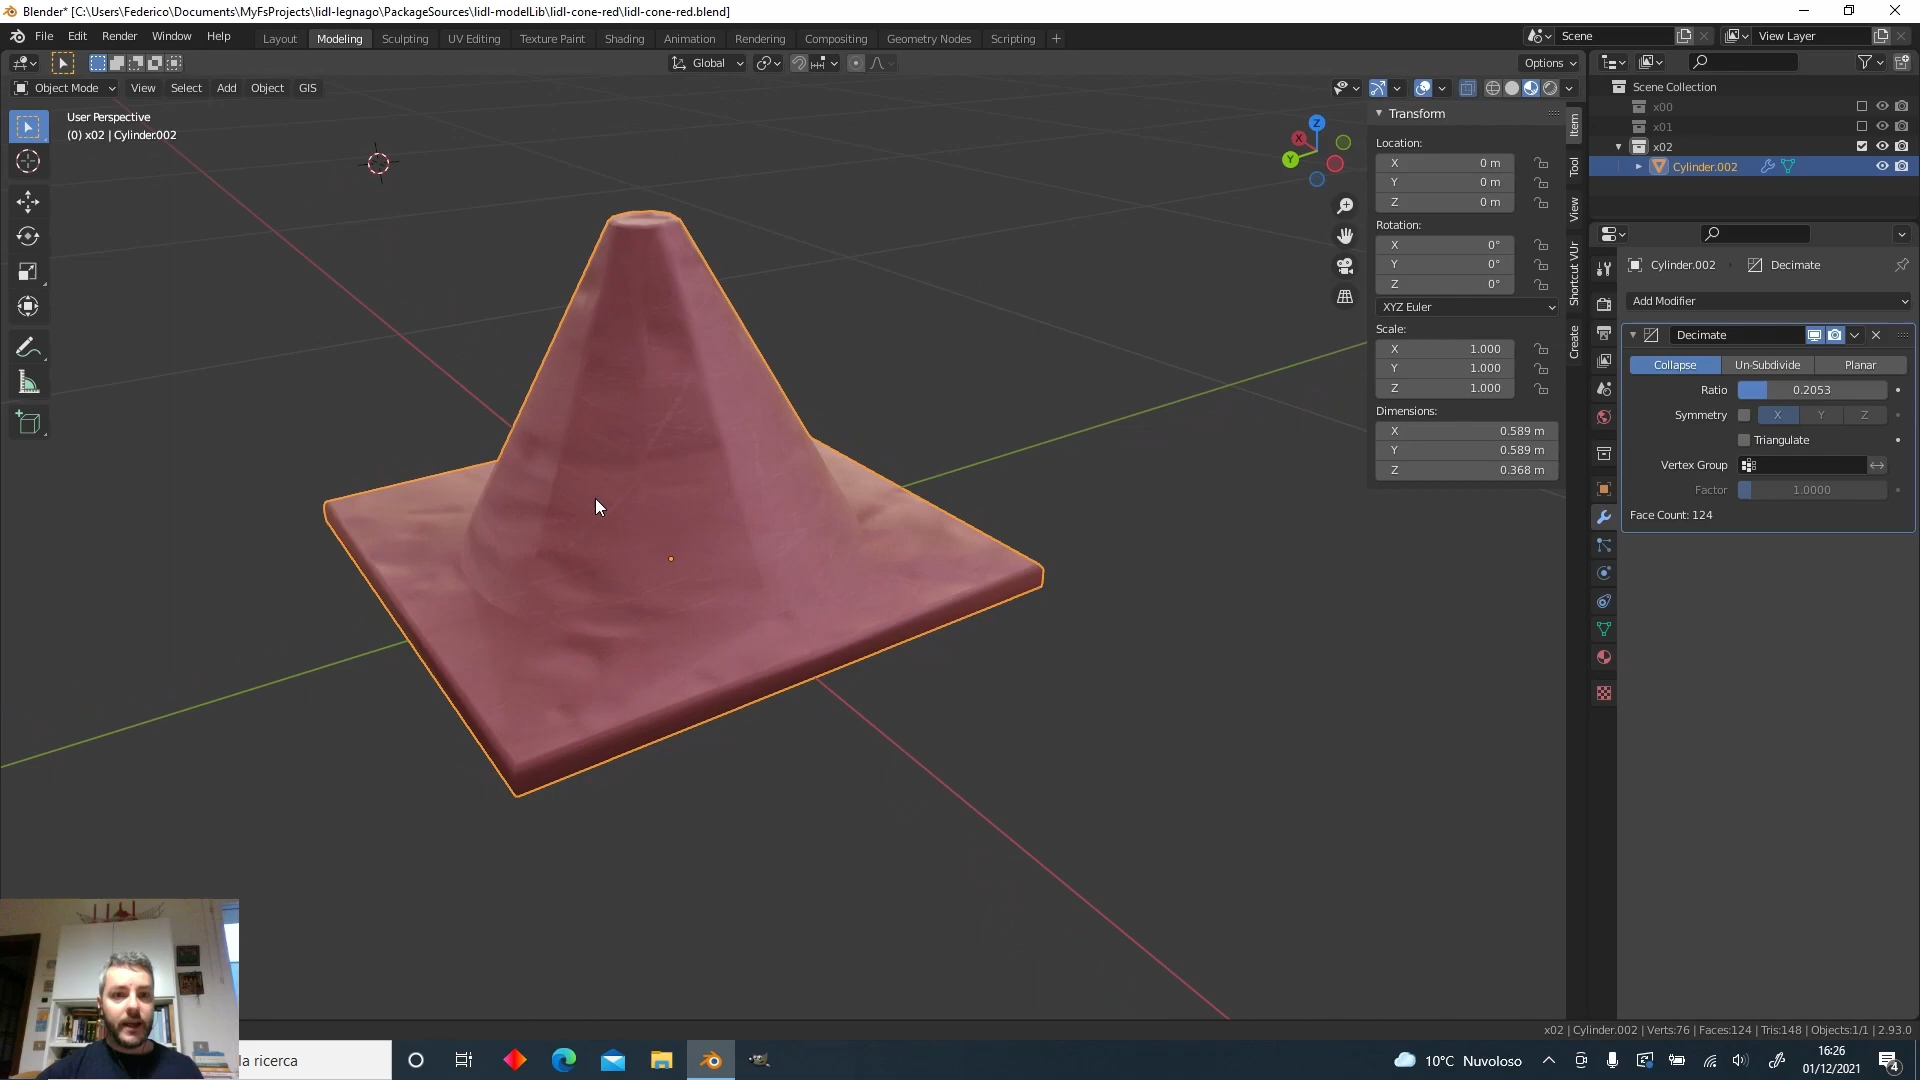 Blender* [C:\Users\Federico\Documents\MyFsProjects\lidl-legnago\PackageSources\lidl-modelLib\lidl-cone-red\lidl-cone-red.blend]
File Edit Render Window Help Layout Modeling Sculpting UV Editing Texture Paint Shading Animation Rendering Compositing Geometry Nodes Scripting + Scene View Layer
Global Options
Object Mode View Select Add Object GIS
User Perspective
(0) x02 | Cylinder.002
X
Y
Z
Transform
Location:
X 0 m
Y 0 m
Z 0 m
Rotation:
X 0°
Y 0°
Z 0°
XYZ Euler
Scale:
X 1.000
Y 1.000
Z 1.000
Dimensions:
X 0.589 m
Y 0.589 m
Z 0.368 m
Item
Tool
View
Shortcut VUr
Create
Scene Collection
x00
x01
x02
Cylinder.002
Cylinder.002 Decimate
Add Modifier
Decimate
Collapse Un-Subdivide Planar
Ratio 0.2053
Symmetry X Y Z
Triangulate
Vertex Group
Factor 1.0000
Face Count: 124
x02 | Cylinder.002 | Verts:76 | Faces:124 | Tris:148 | Objects:1/1 | 2.93.0
la ricerca
10°C Nuvoloso
16:26
01/12/2021
4